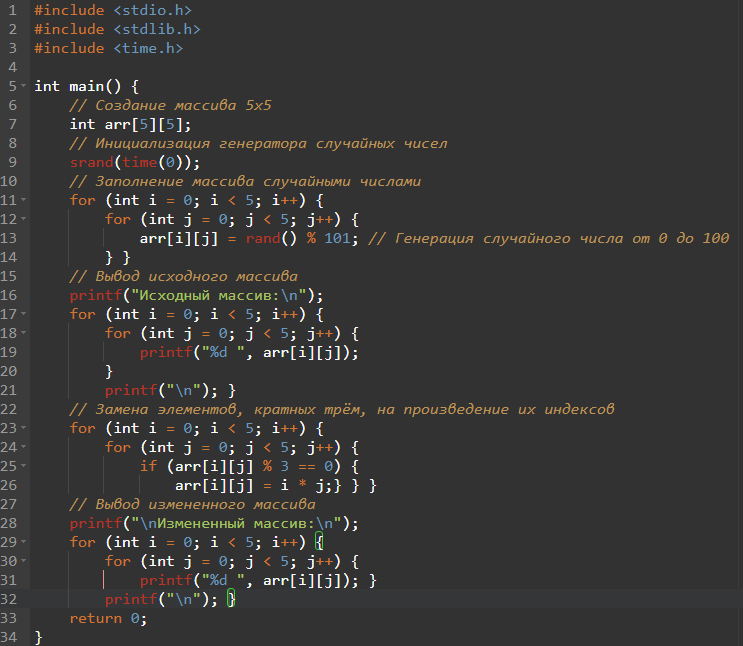 1 #include <stdio.h>
2 #include <stdlib.h>
3 #include <time.h>
4
5 int main() {
6     // Создание массива 5x5
7     int arr[5][5];
8     // Инициализация генератора случайных чисел
9     srand(time(0));
10     // Заполнение массива случайными числами
11     for (int i = 0; i < 5; i++) {
12         for (int j = 0; j < 5; j++) {
13             arr[i][j] = rand() % 101; // Генерация случайного числа от 0 до 100
14         } }
15     // Вывод исходного массива
16     printf("Исходный массив:\n");
17     for (int i = 0; i < 5; i++) {
18         for (int j = 0; j < 5; j++) {
19             printf("%d ", arr[i][j]);
20         }
21         printf("\n"); }
22     // Замена элементов, кратных трём, на произведение их индексов
23     for (int i = 0; i < 5; i++) {
24         for (int j = 0; j < 5; j++) {
25             if (arr[i][j] % 3 == 0) {
26                 arr[i][j] = i * j;} } }
27     // Вывод измененного массива
28     printf("\nИзмененный массив:\n");
29     for (int i = 0; i < 5; i++) {
30         for (int j = 0; j < 5; j++) {
31             printf("%d ", arr[i][j]); }
32         printf("\n"); }
33     return 0;
34 }